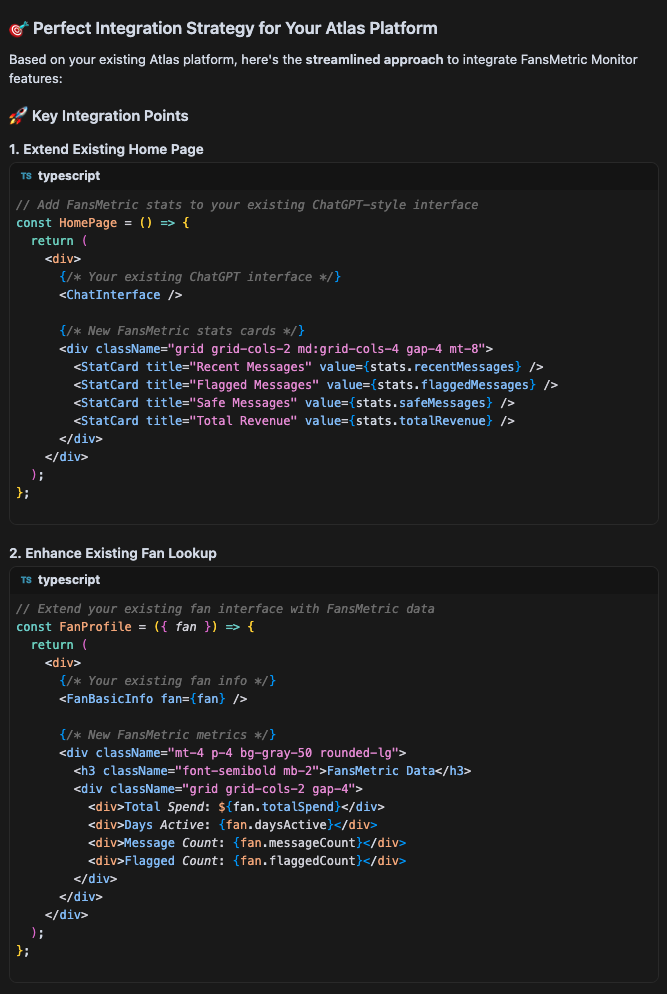 🎯 Perfect Integration Strategy for Your Atlas Platform
Based on your existing Atlas platform, here's the streamlined approach to integrate FansMetric Monitor
features:
🚀 Key Integration Points
1. Extend Existing Home Page
TS typescript
// Add FansMetric stats to your existing ChatGPT-style interface
const HomePage = () => {
  return (
    <div>
      {/* Your existing ChatGPT interface */}
      <ChatInterface />

      {/* New FansMetric stats cards */}
      <div className="grid grid-cols-2 md:grid-cols-4 gap-4 mt-8">
        <StatCard title="Recent Messages" value={stats.recentMessages} />
        <StatCard title="Flagged Messages" value={stats.flaggedMessages} />
        <StatCard title="Safe Messages" value={stats.safeMessages} />
        <StatCard title="Total Revenue" value={stats.totalRevenue} />
      </div>
    </div>
  );
};
2. Enhance Existing Fan Lookup
TS typescript
// Extend your existing fan interface with FansMetric data
const FanProfile = ({ fan }) => {
  return (
    <div>
      {/* Your existing fan info */}
      <FanBasicInfo fan={fan} />

      {/* New FansMetric metrics */}
      <div className="mt-4 p-4 bg-gray-50 rounded-lg">
        <h3 className="font-semibold mb-2">FansMetric Data</h3>
        <div className="grid grid-cols-2 gap-4">
          <div>Total Spend: ${fan.totalSpend}</div>
          <div>Days Active: {fan.daysActive}</div>
          <div>Message Count: {fan.messageCount}</div>
          <div>Flagged Count: {fan.flaggedCount}</div>
        </div>
      </div>
    </div>
  );
};